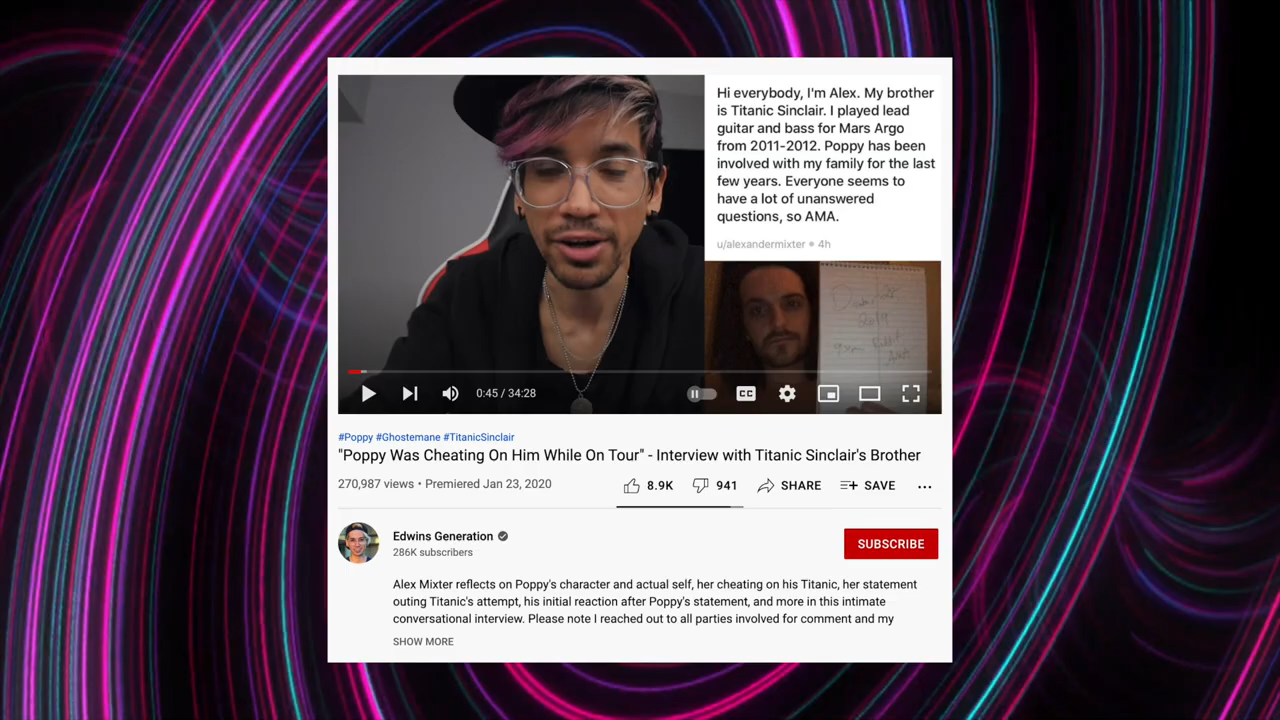 Hi everybody, I'm Alex. My brother
is Titanic Sinclair. I played lead
guitar and bass for Mars Argo
from 2011-2012. Poppy has been
involved with my family for the last
few years. Everyone seems to
have a lot of unanswered
questions, so AMA.
u/alexandermixter • 4h
2019
0:45 / 34:28
CC
#Poppy #Ghostemane #TitanicSinclair
"Poppy Was Cheating On Him While On Tour" - Interview with Titanic Sinclair's Brother
270,987 views • Premiered Jan 23, 2020
8.9K
941
SHARE
SAVE
Edwins Generation
286K subscribers
SUBSCRIBE
Alex Mixter reflects on Poppy's character and actual self, her cheating on his Titanic, her statement
outing Titanic's attempt, his initial reaction after Poppy's statement, and more in this intimate
conversational interview. Please note I reached out to all parties involved for comment and my
SHOW MORE